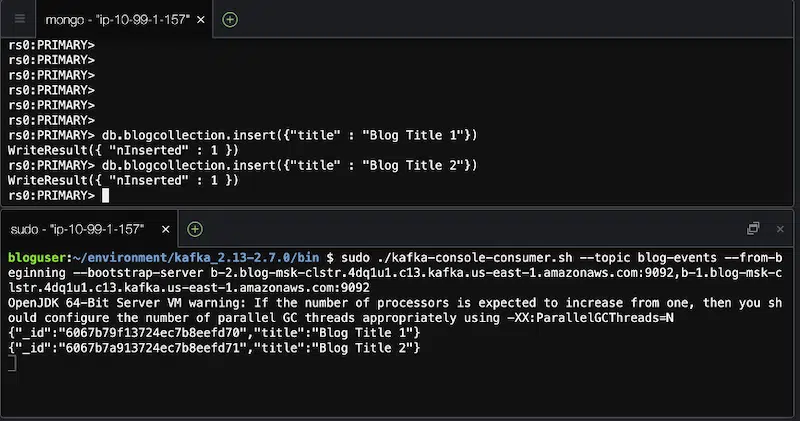 mongo - "ip-10-99-1-157"
rs0:PRIMARY>
rs0:PRIMARY>
rs0:PRIMARY>
rs0:PRIMARY>
rs0:PRIMARY>
rs0:PRIMARY>
rs0:PRIMARY> db.blogcollection.insert({"title" : "Blog Title 1"})
WriteResult({ "nInserted" : 1 })
rs0:PRIMARY> db.blogcollection.insert({"title" : "Blog Title 2"})
WriteResult({ "nInserted" : 1 })
rs0:PRIMARY>
sudo - "ip-10-99-1-157"
bloguser:~/environment/kafka_2.13-2.7.0/bin $ sudo ./kafka-console-consumer.sh --topic blog-events --from-b
eginning --bootstrap-server b-2.blog-msk-clstr.4dq1u1.c13.kafka.us-east-1.amazonaws.com:9092,b-1.blog-msk-c
lstr.4dq1u1.c13.kafka.us-east-1.amazonaws.com:9092
OpenJDK 64-Bit Server VM warning: If the number of processors is expected to increase from one, then you sh
ould configure the number of parallel GC threads appropriately using -XX:ParallelGCThreads=N
{"_id":"6067b79f13724ec7b8eefd70","title":"Blog Title 1"}
{"_id":"6067b7a913724ec7b8eefd71","title":"Blog Title 2"}